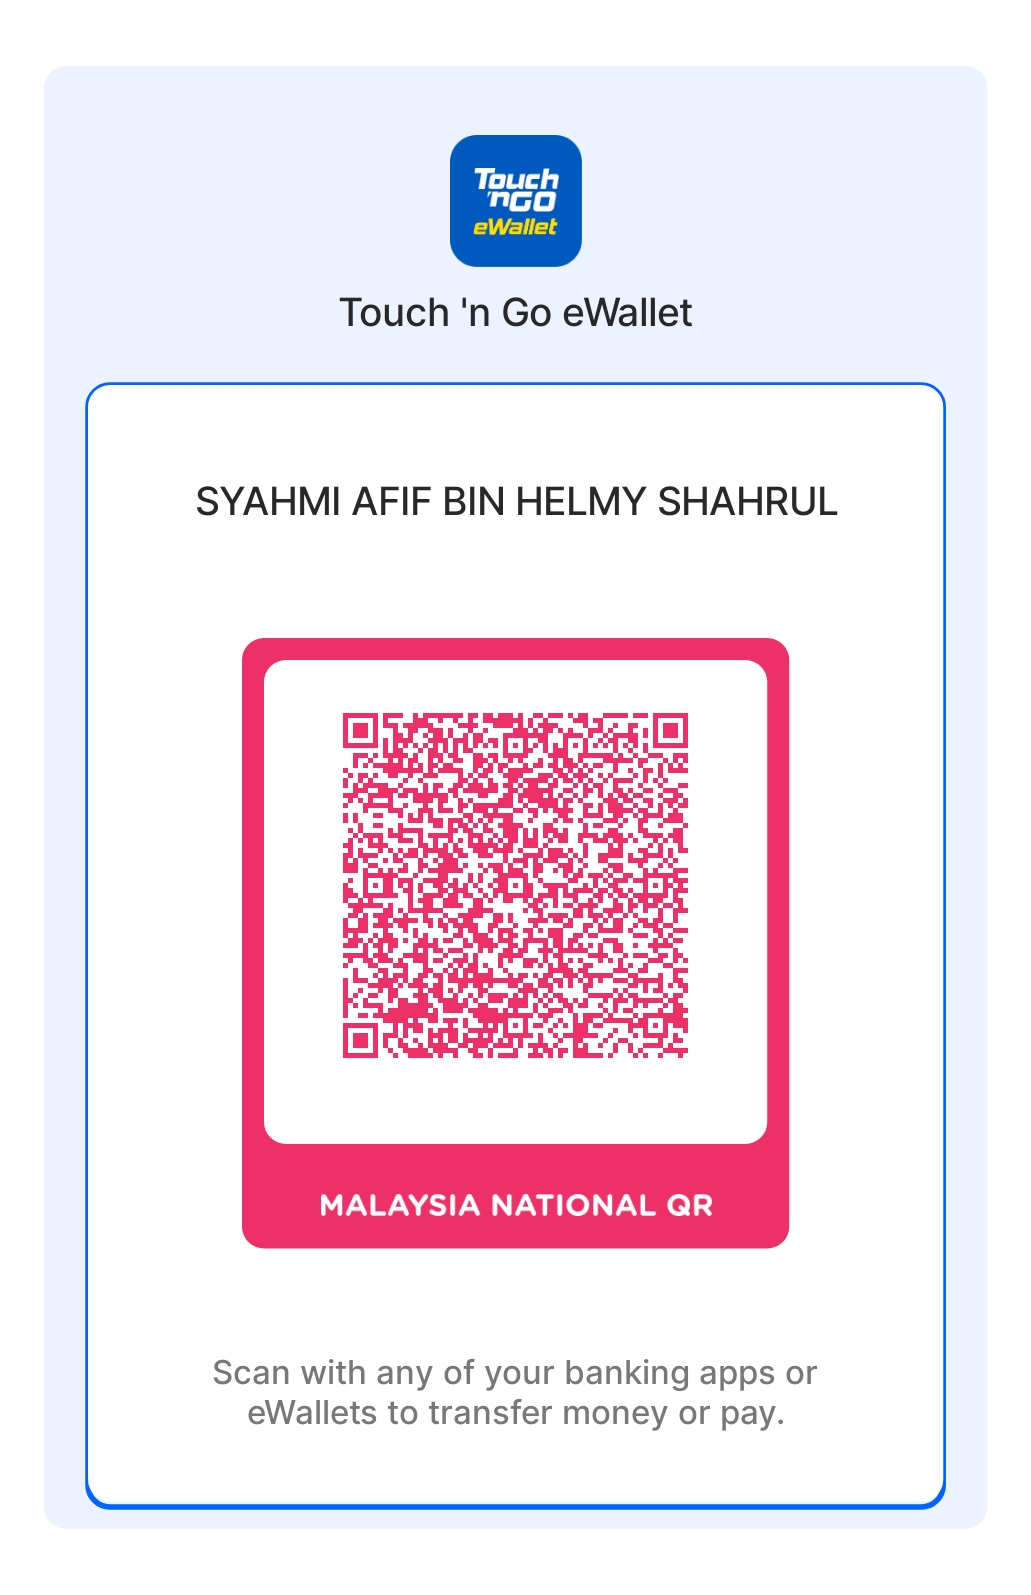 Touch
'nGO
eWallet
Touch 'n Go eWallet
SYAHMI AFIF BIN HELMY SHAHRUL
MALAYSIA NATIONAL QR
Scan with any of your banking apps or
eWallets to transfer money or pay.